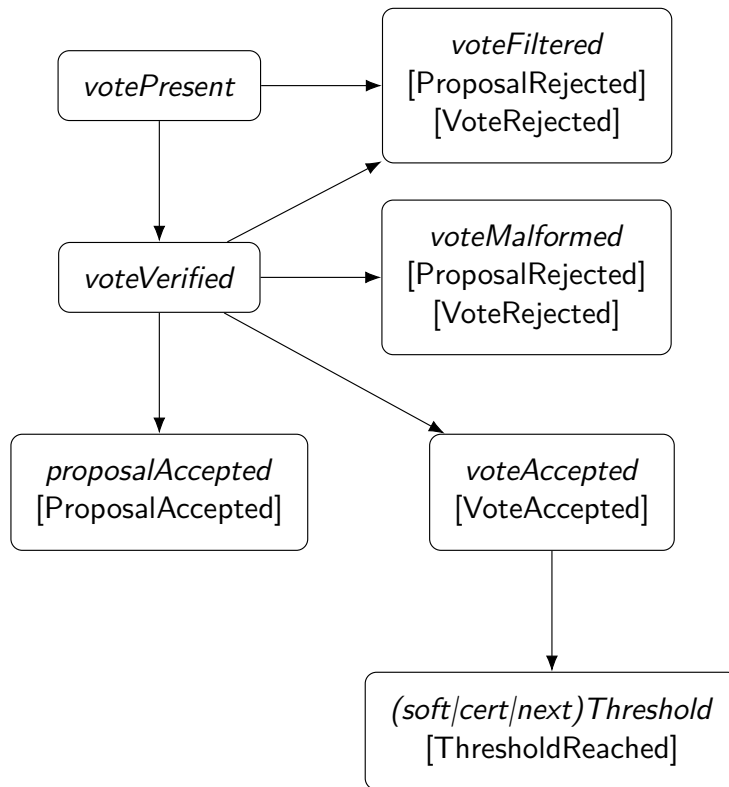 votePresent
voteFiltered
[ProposalRejected]
[VoteRejected]
voteVerified
voteMalformed
[ProposalRejected]
[VoteRejected]
proposalAccepted
[ProposalAccepted]
voteAccepted
[VoteAccepted]
(soft|cert|next)Threshold
[ThresholdReached]